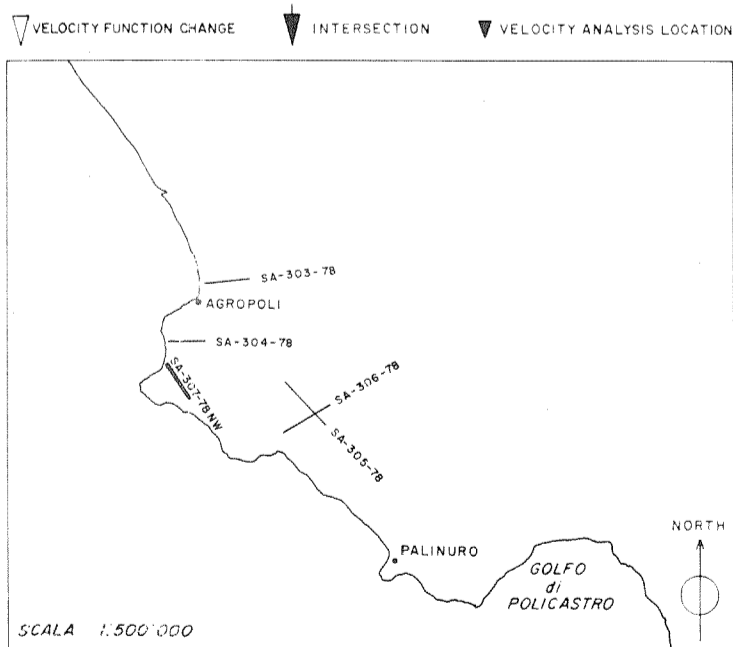 VELOCITY FUNCTION CHANGE
INTERSECTION
VELOCITY ANALYSIS LOCATION
SA-303-78
AGROPOLI
SA-304-78
SA-307-78 NW
SA-306-78
SA-305-78
NORTH
PALINURO
GOLFO
di
POLICASTRO
SCALA 1:500'000